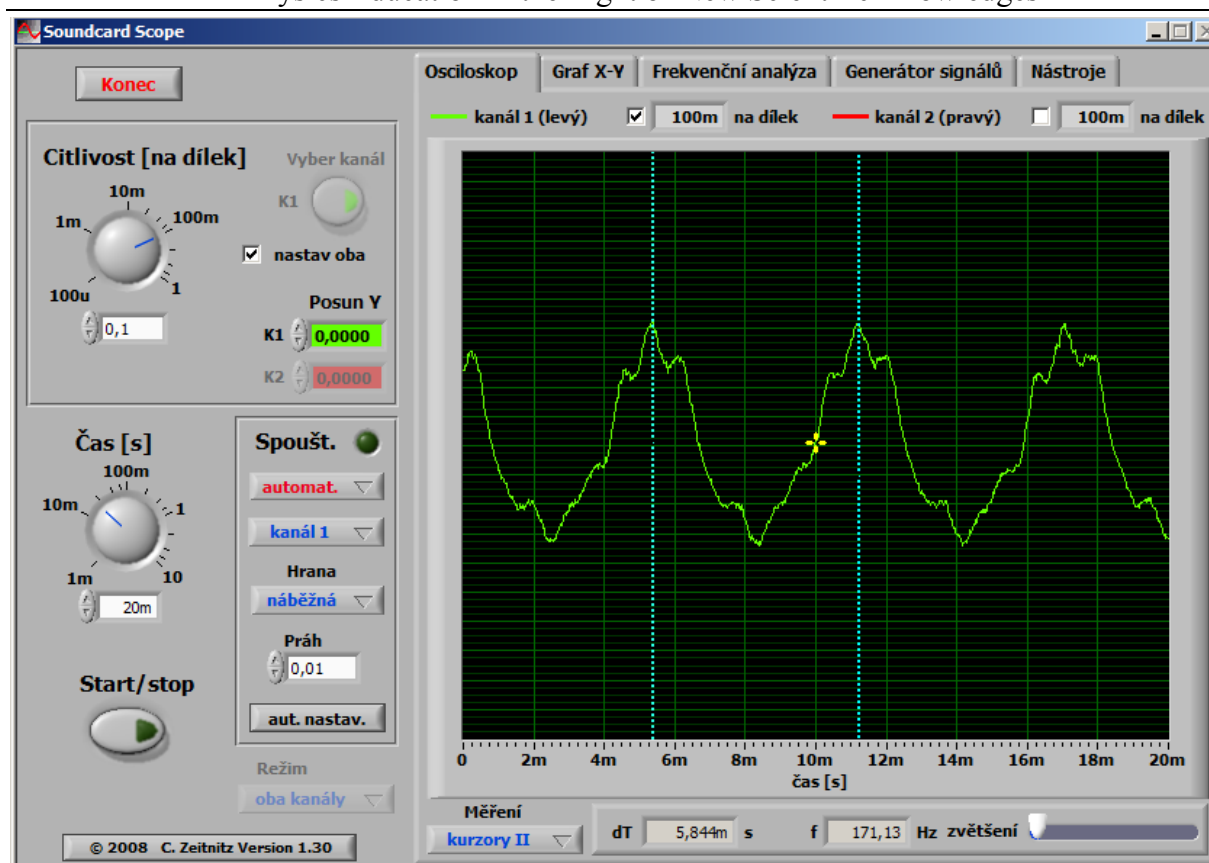 Soundcard Scope
Konec
Citlivost [na dílek]
Vyber kanál
10m
K1
1m
100m
nastav oba
100u
1
Posun Y
0,1
K1 0,0000
K2 0,0000
Čas [s]
100m
10m
1
1m
10
20m
Start/stop
Spoušt.
automat.
kanál 1
Hrana
náběžná
Práh
0,01
aut. nastav.
Režim
oba kanály
© 2008 C. Zeitnitz Version 1.30
Osciloskop Graf X-Y Frekvenční analýza Generátor signálů Nástroje
kanál 1 (levý) 100m na dílek kanál 2 (pravý) 100m na dílek
0 2m 4m 6m 8m 10m 12m 14m 16m 18m 20m
čas [s]
Měření
kurzory II
dT 5,844m s f 171,13 Hz zvětšení